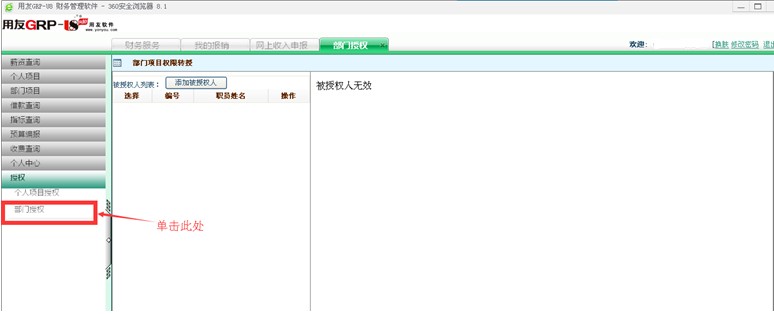 用友GRP-U8 财务管理软件 - 360安全浏览器 8.1
用友GRP-U8 用友软件
www.yonyou.com
财务服务 我的报销 网上收入申报 部门授权
欢迎: [换肤 修改密码 退出
薪资查询
个人项目
部门项目
借款查询
指标查询
预算填报
收费查询
个人中心
授权
个人项目授权
部门授权
部门项目权限转授
被授权人列表: 添加被授权人
选择 编号 职员姓名 操作
被授权人无效
单击此处